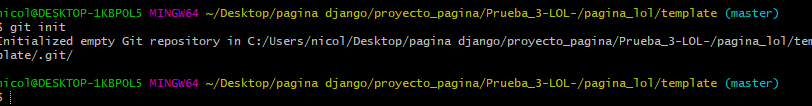 nicol@DESKTOP-1KBPOL5 MINGW64 ~/Desktop/pagina django/proyecto_pagina/Prueba_3-LOL-/pagina_lol/template (master)
$ git init
Initialized empty Git repository in C:/Users/nicol/Desktop/pagina django/proyecto_pagina/Prueba_3-LOL-/pagina_lol/tem
plate/.git/
nicol@DESKTOP-1KBPOL5 MINGW64 ~/Desktop/pagina django/proyecto_pagina/Prueba_3-LOL-/pagina_lol/template (master)
$